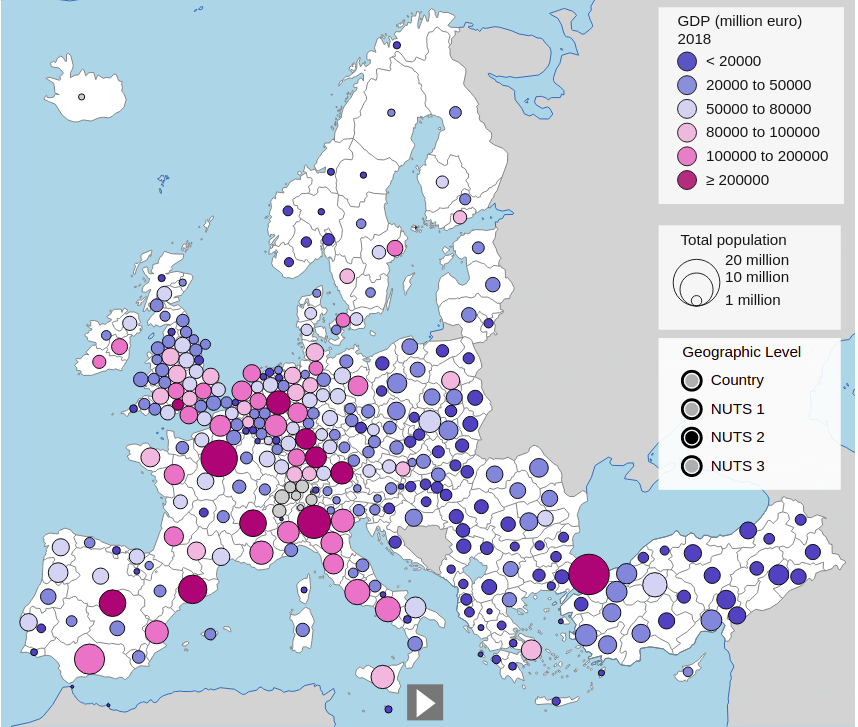 GDP (million euro)
2018
< 20000
20000 to 50000
50000 to 80000
80000 to 100000
100000 to 200000
≥ 200000
Total population
20 million
10 million
1 million
Geographic Level
Country
NUTS 1
NUTS 2
NUTS 3